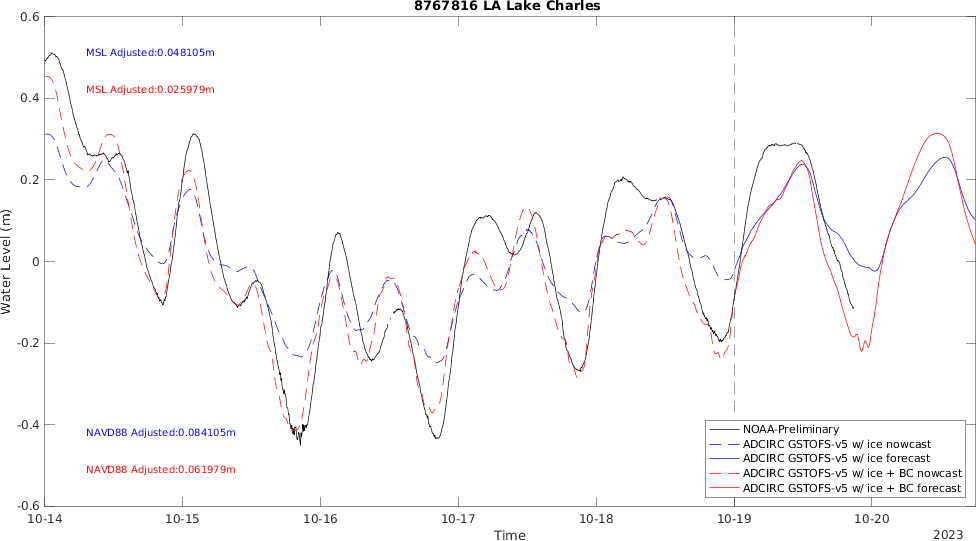 8767816 LA Lake Charles
0.6
0.4
0.2
0
-0.2
-0.4
-0.6
Water Level (m)
MSL Adjusted:0.048105m
MSL Adjusted:0.025979m
NAVD88 Adjusted:0.084105m
NAVD88 Adjusted:0.061979m
NOAA-Preliminary
ADCIRC GSTOFS-v5 w/ ice nowcast
ADCIRC GSTOFS-v5 w/ ice forecast
ADCIRC GSTOFS-v5 w/ ice + BC nowcast
ADCIRC GSTOFS-v5 w/ ice + BC forecast
10-14 10-15 10-16 10-17 10-18 10-19 10-20
Time
2023